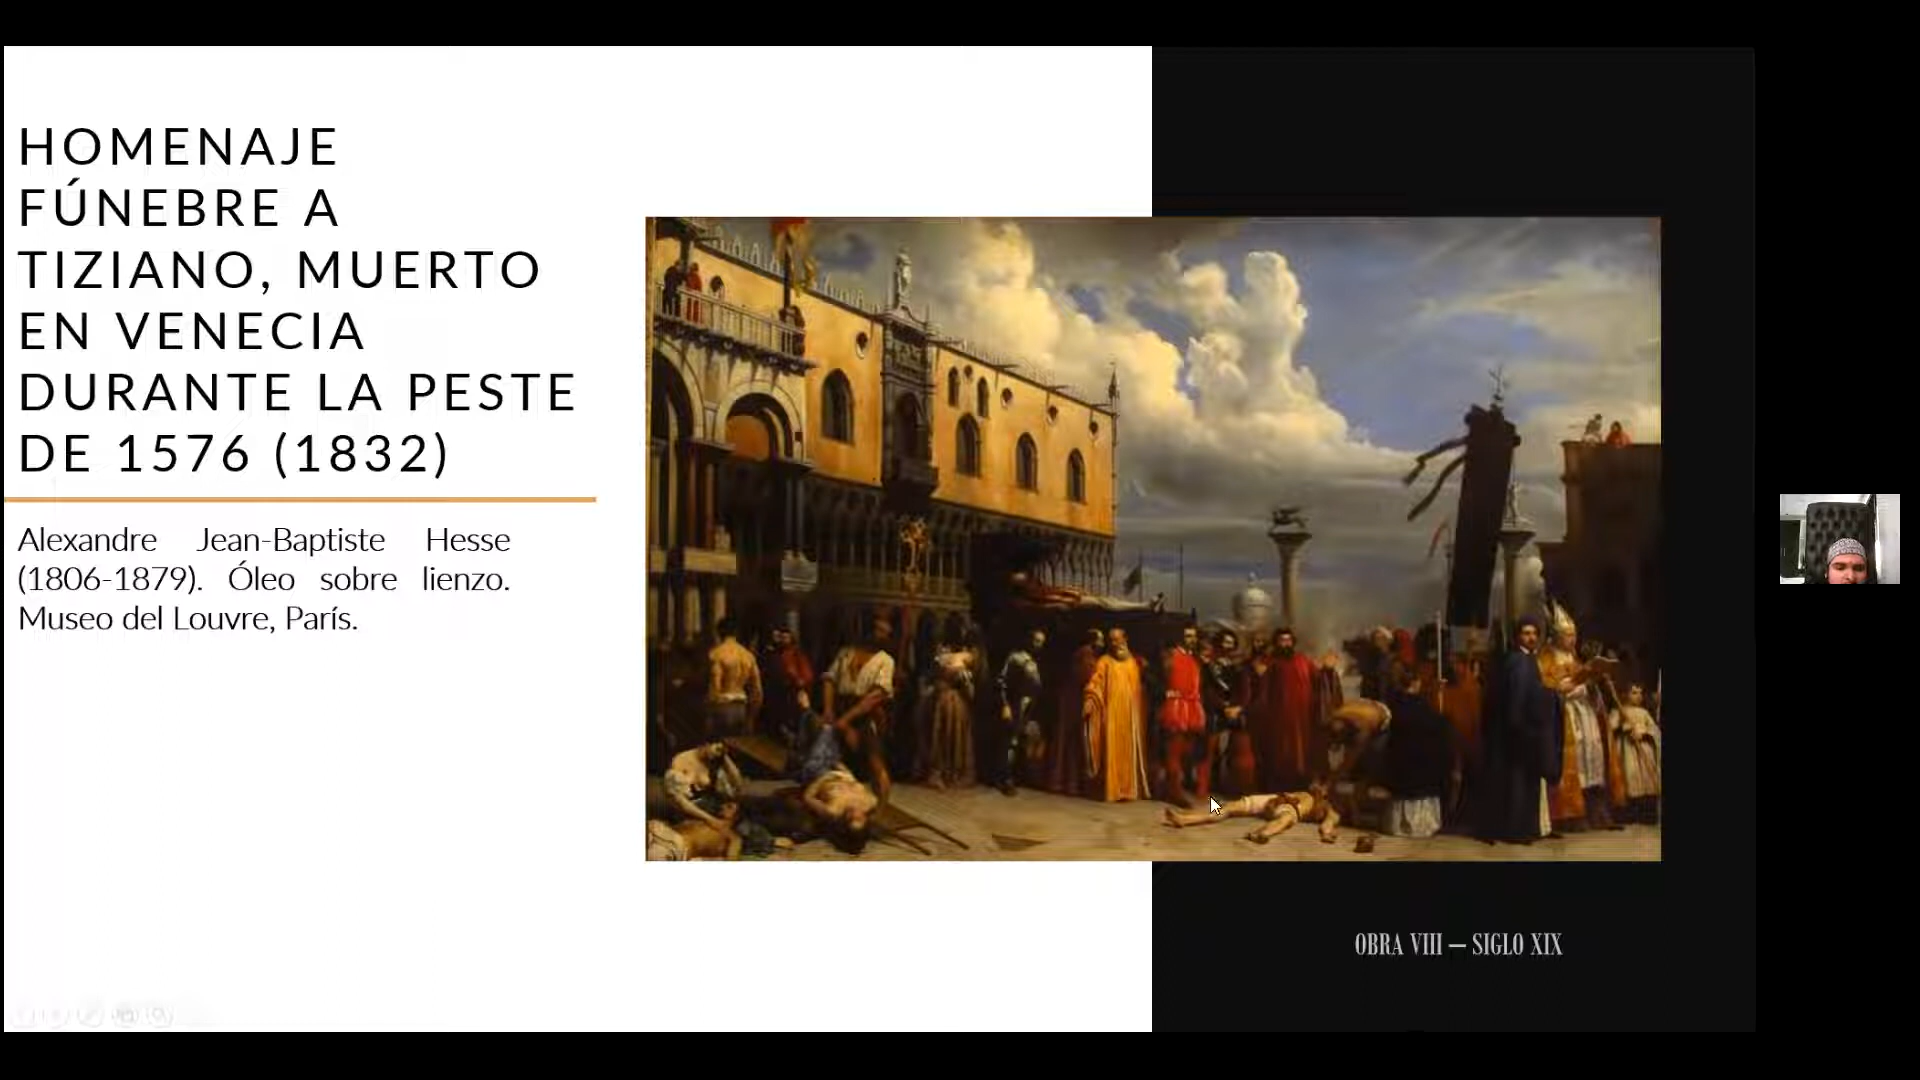 HOMENAJE
FÚNEBRE A
TIZIANO, MUERTO
EN VENECIA
DURANTE LA PESTE
DE 1576 (1832)
Alexandre Jean-Baptiste Hesse
(1806-1879). Óleo sobre lienzo.
Museo del Louvre, París.
OBRA VIII — SIGLO XIX